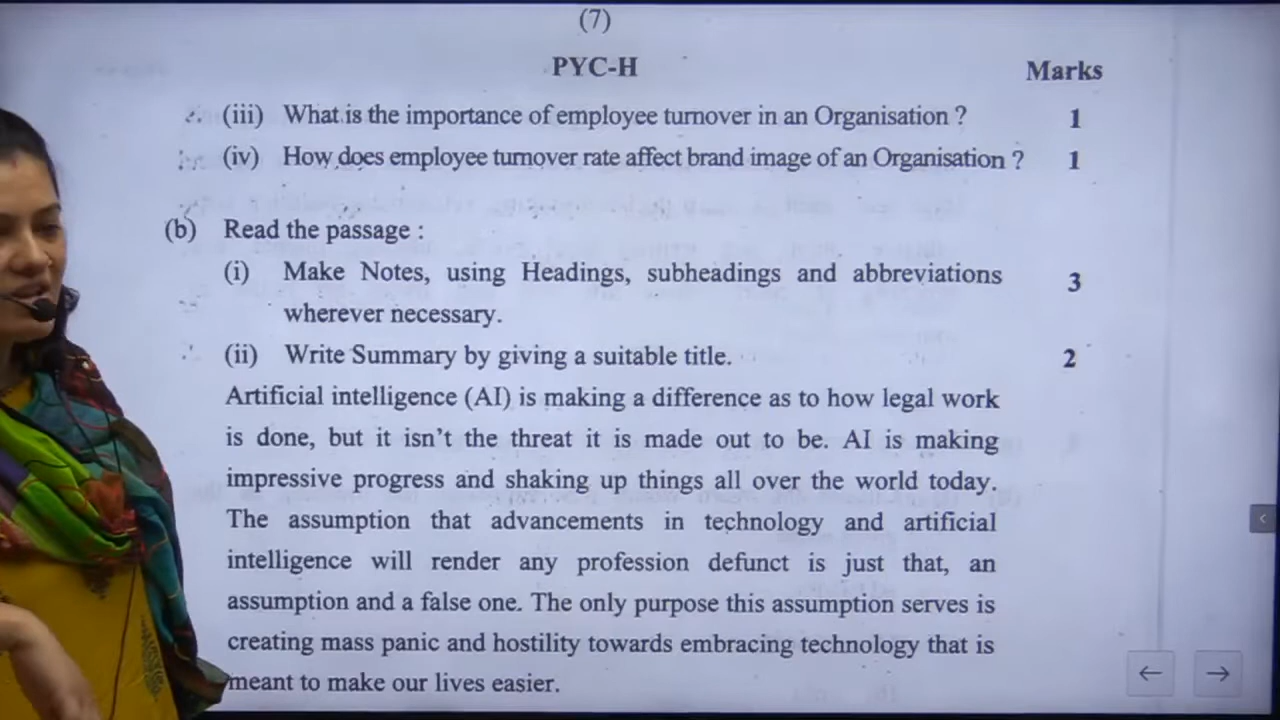 (7)
PYC-H
Marks
(iii) What is the importance of employee turnover in an Organisation ? 1
(iv) How does employee turnover rate affect brand image of an Organisation ? 1
(b) Read the passage :
(i) Make Notes, using Headings, subheadings and abbreviations 3
wherever necessary.
(ii) Write Summary by giving a suitable title. 2
Artificial intelligence (AI) is making a difference as to how legal work
is done, but it isn't the threat it is made out to be. AI is making
impressive progress and shaking up things all over the world today.
The assumption that advancements in technology and artificial
intelligence will render any profession defunct is just that, an
assumption and a false one. The only purpose this assumption serves is
creating mass panic and hostility towards embracing technology that is
meant to make our lives easier.